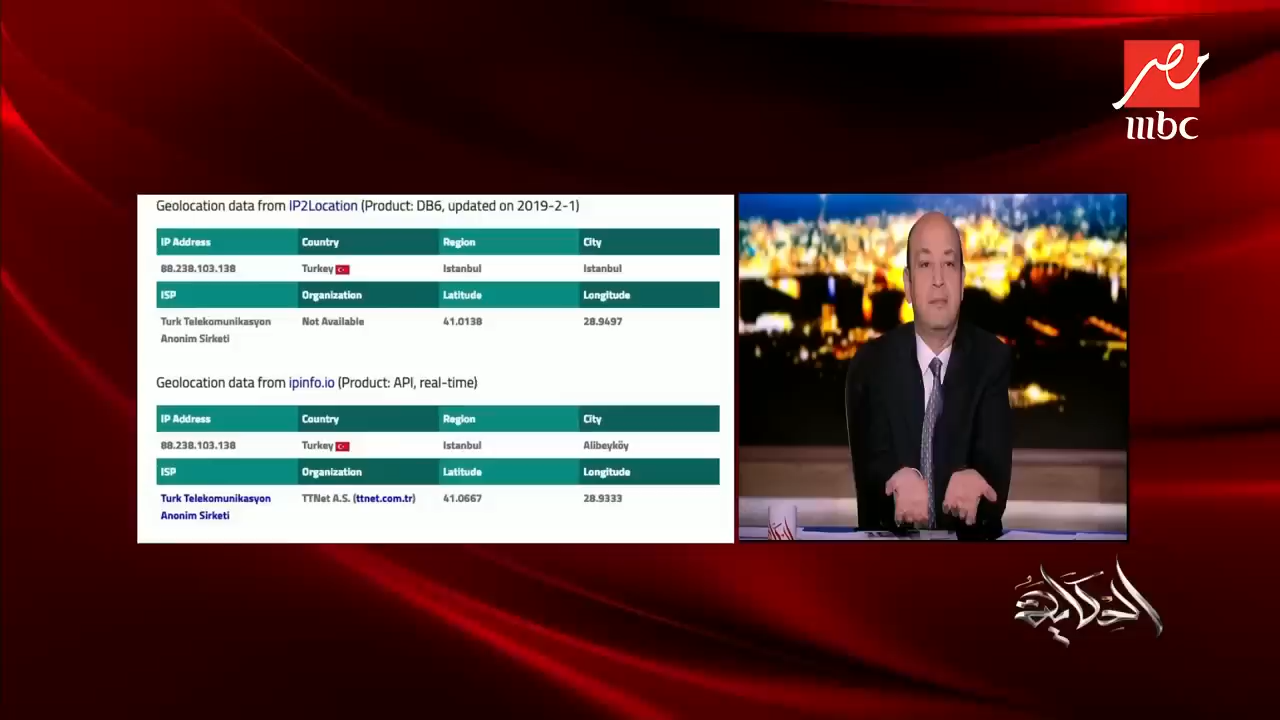 مصر
mbc
Geolocation data from IP2Location (Product: DB6, updated on 2019-2-1)
IP Address Country Region City
88.238.103.138 Turkey Istanbul Istanbul
ISP Organization Latitude Longitude
Turk Telekomunikasyon Anonim Sirketi Not Available 41.0138 28.9497
Geolocation data from ipinfo.io (Product: API, real-time)
IP Address Country Region City
88.238.103.138 Turkey Istanbul Alibeyköy
ISP Organization Latitude Longitude
Turk Telekomunikasyon Anonim Sirketi TTNet A.S. (ttnet.com.tr) 41.0667 28.9333
الحكاية